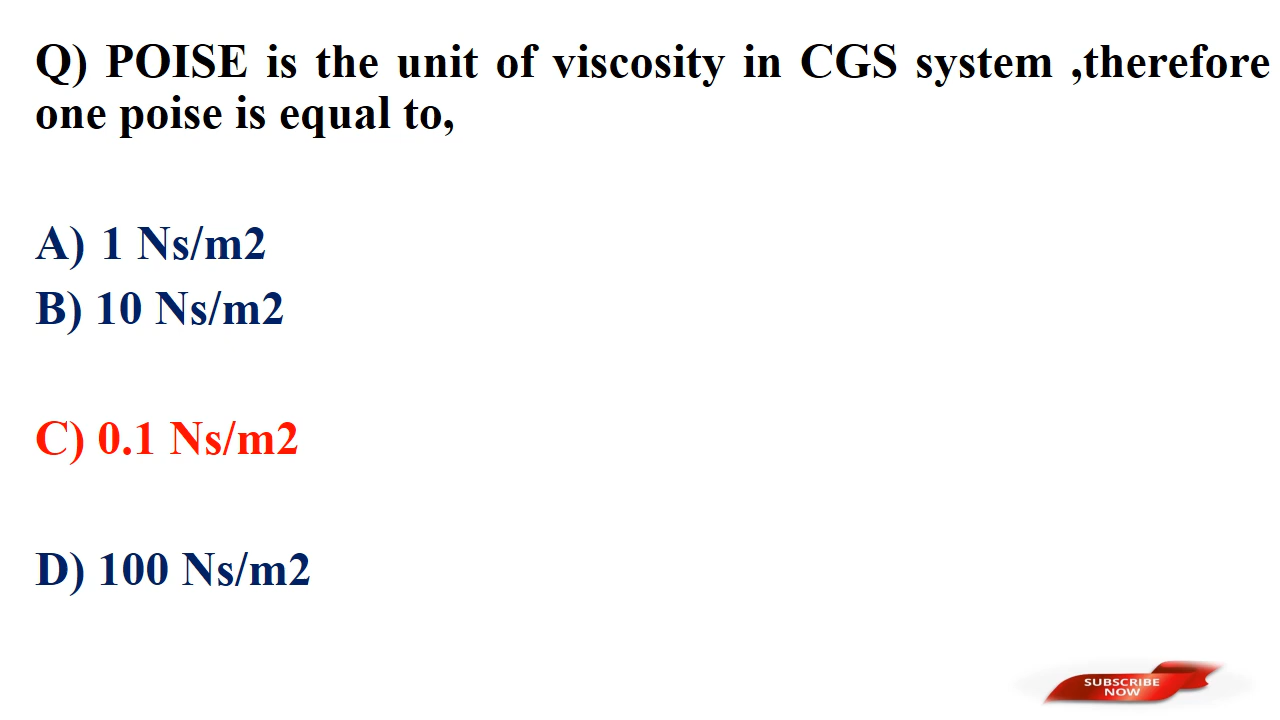 Q) POISE is the unit of viscosity in CGS system ,therefore
one poise is equal to,
A) 1 Ns/m2
B) 10 Ns/m2
C) 0.1 Ns/m2
D) 100 Ns/m2
SUBSCRIBE
NOW